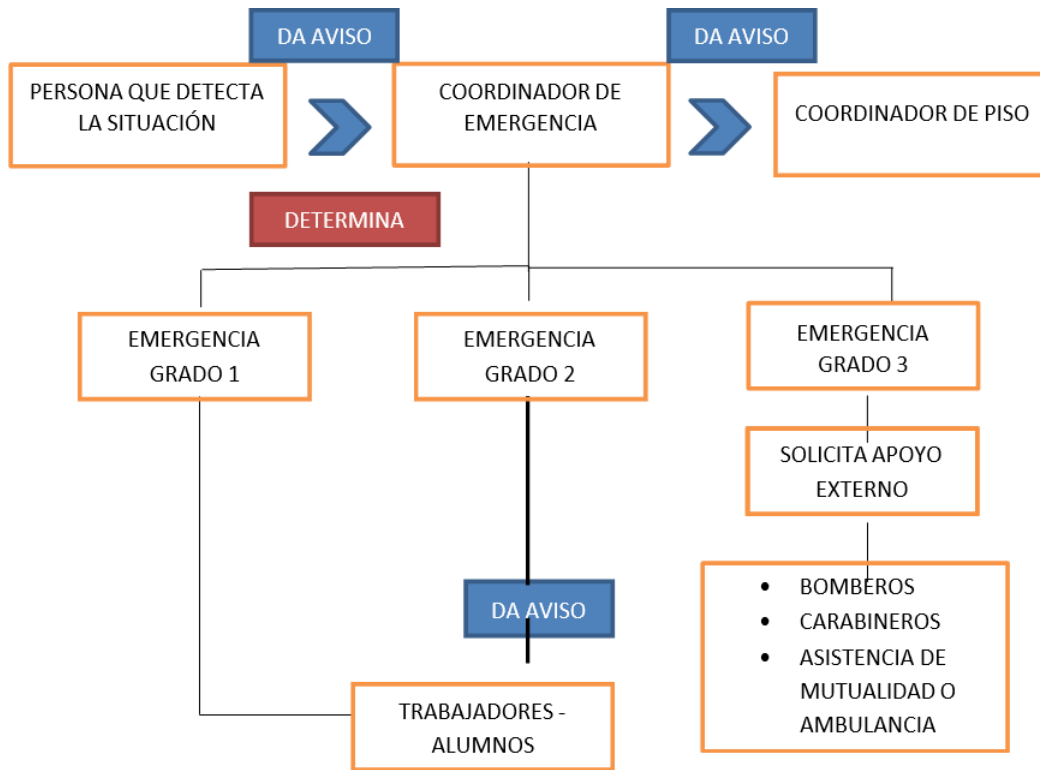 DA AVISO
DA AVISO
PERSONA QUE DETECTA
LA SITUACIÓN
COORDINADOR DE
EMERGENCIA
COORDINADOR DE PISO
DETERMINA
EMERGENCIA
GRADO 1
EMERGENCIA
GRADO 2
EMERGENCIA
GRADO 3
SOLICITA APOYO
EXTERNO
• BOMBEROS
• CARABINEROS
• ASISTENCIA DE
MUTUALIDAD O
AMBULANCIA
DA AVISO
TRABAJADORES -
ALUMNOS